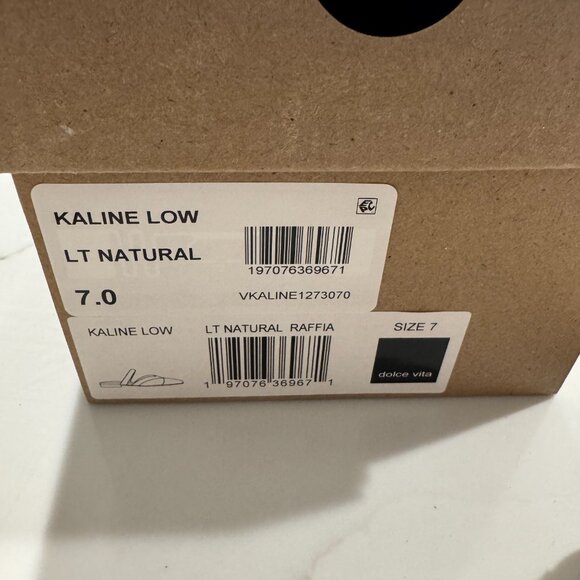 KALINE LOW
LT NATURAL
197076369671
7.0
VKALINE1273070
KALINE LOW
LT NATURAL RAFFIA
SIZE 7
1 97076 36967 1
dolce vita